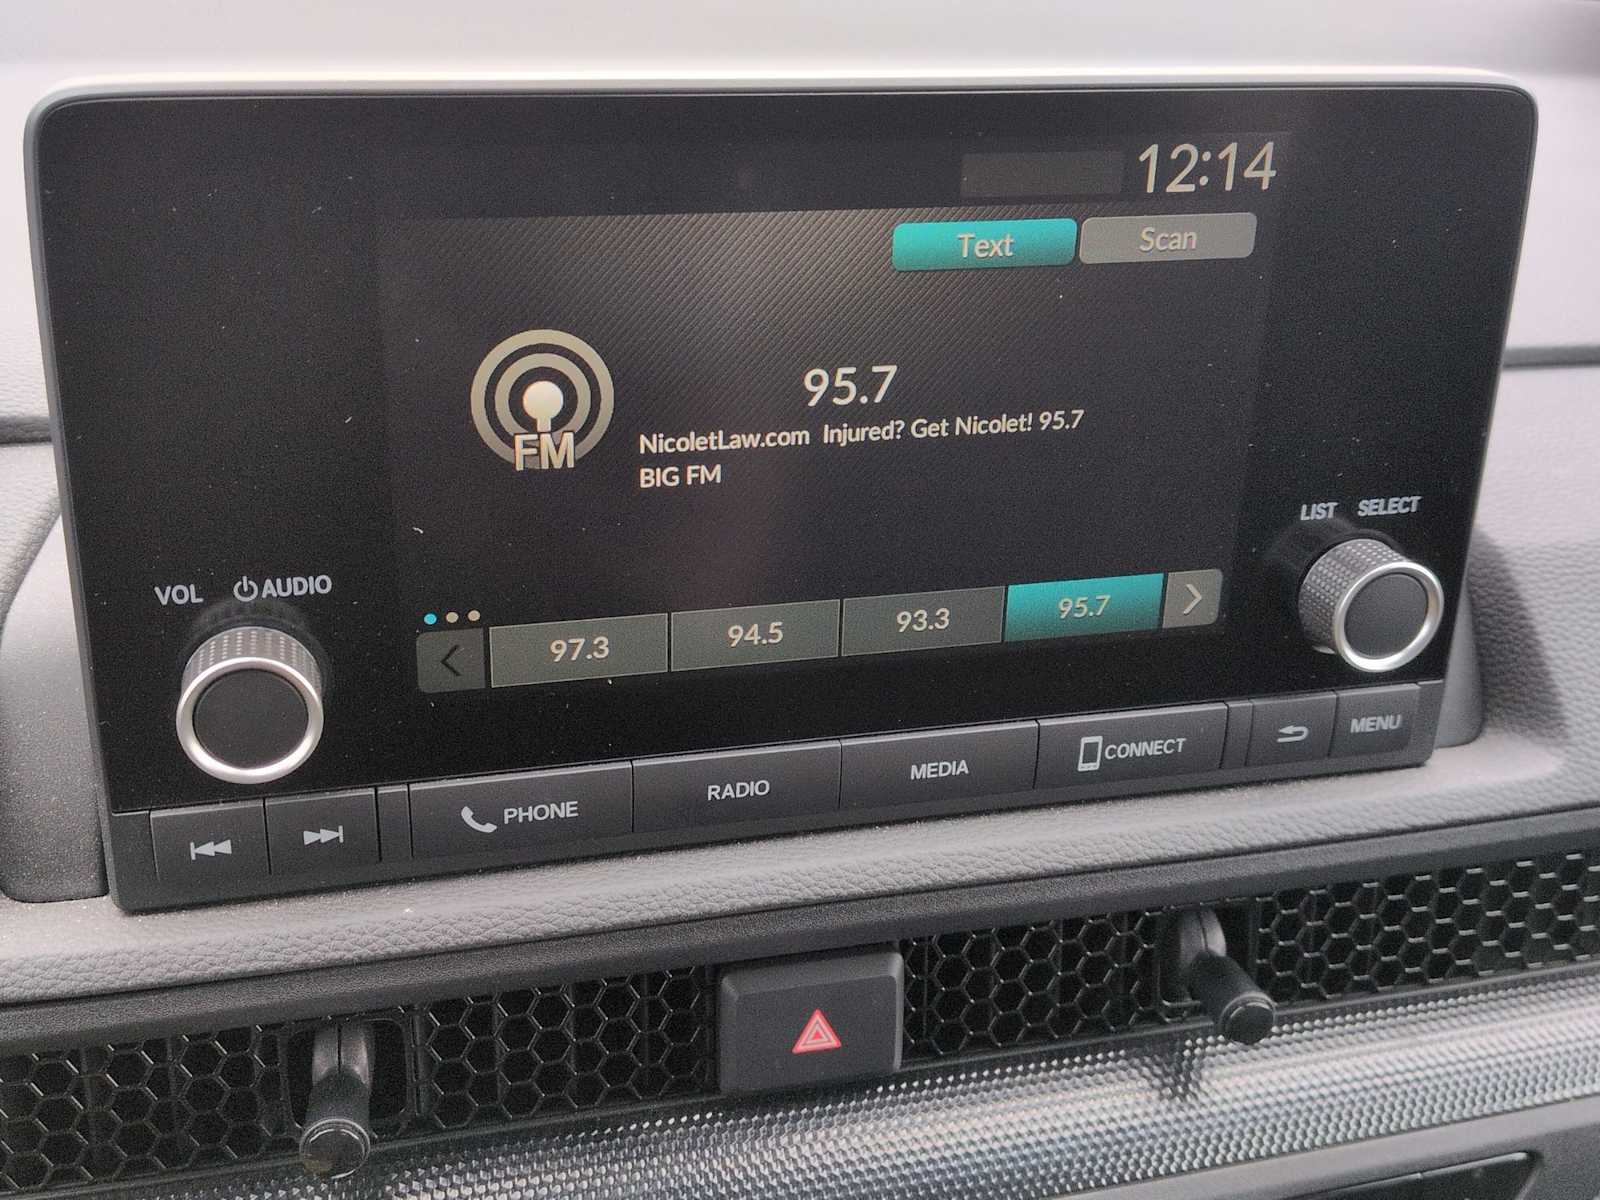 12:14
Text Scan
95.7
FM
NicoletLaw.com Injured? Get Nicolet! 95.7
BIG FM
LIST SELECT
VOL AUDIO
97.3 94.5 93.3 95.7
PHONE RADIO MEDIA CONNECT MENU